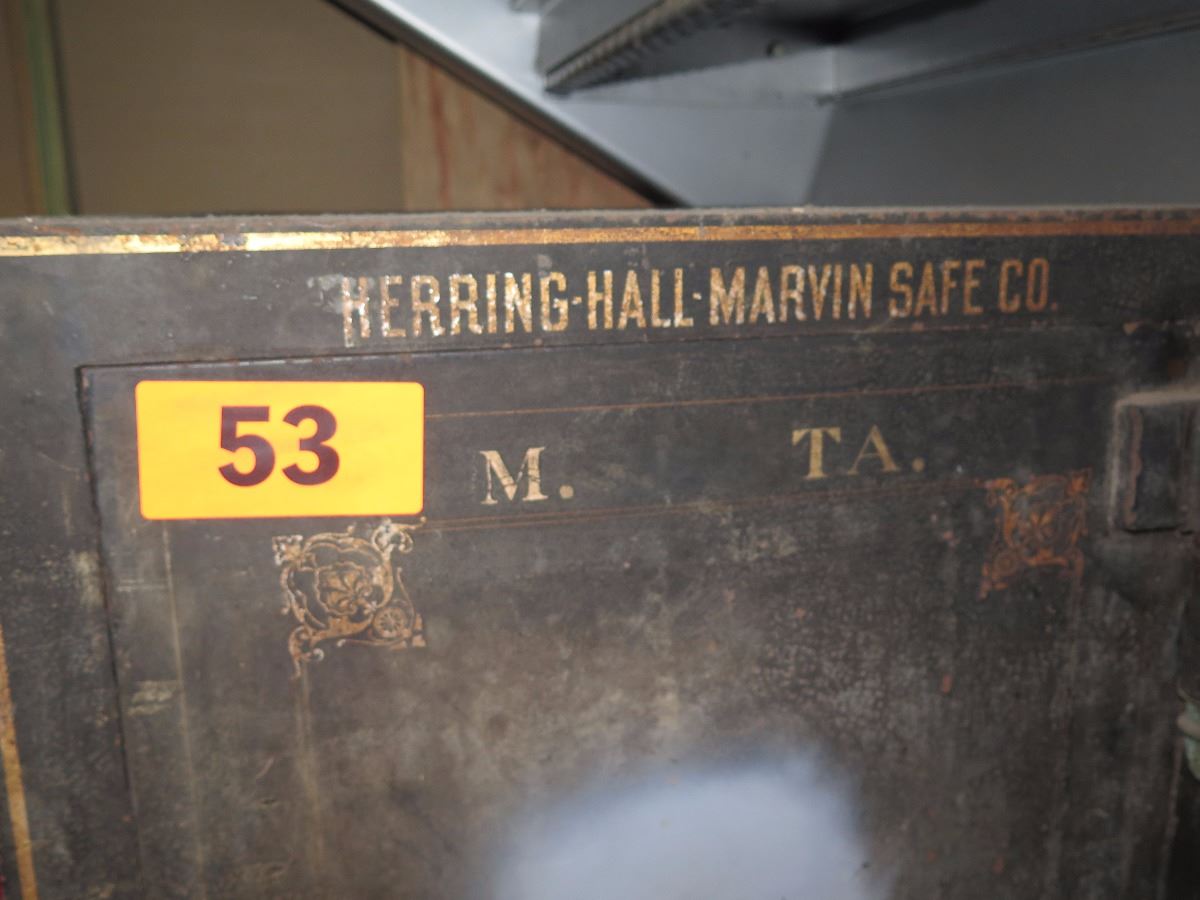 HERRING-HALL-MARVIN SAFE CO.
53
M. TA.